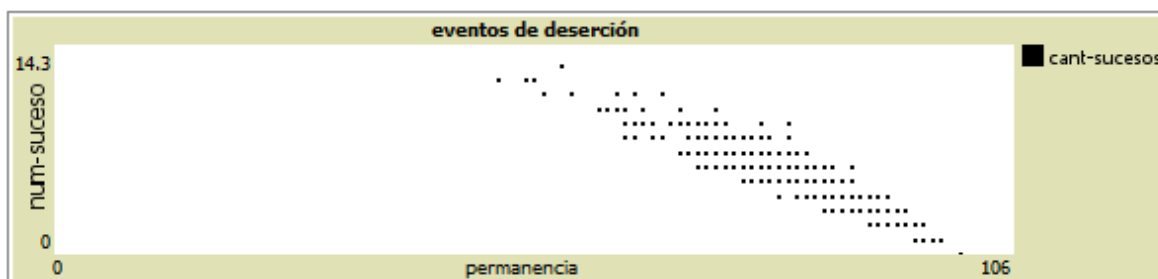 eventos de deserción
14.3
num-suceso
0
0
permanencia
106
cant-sucesos